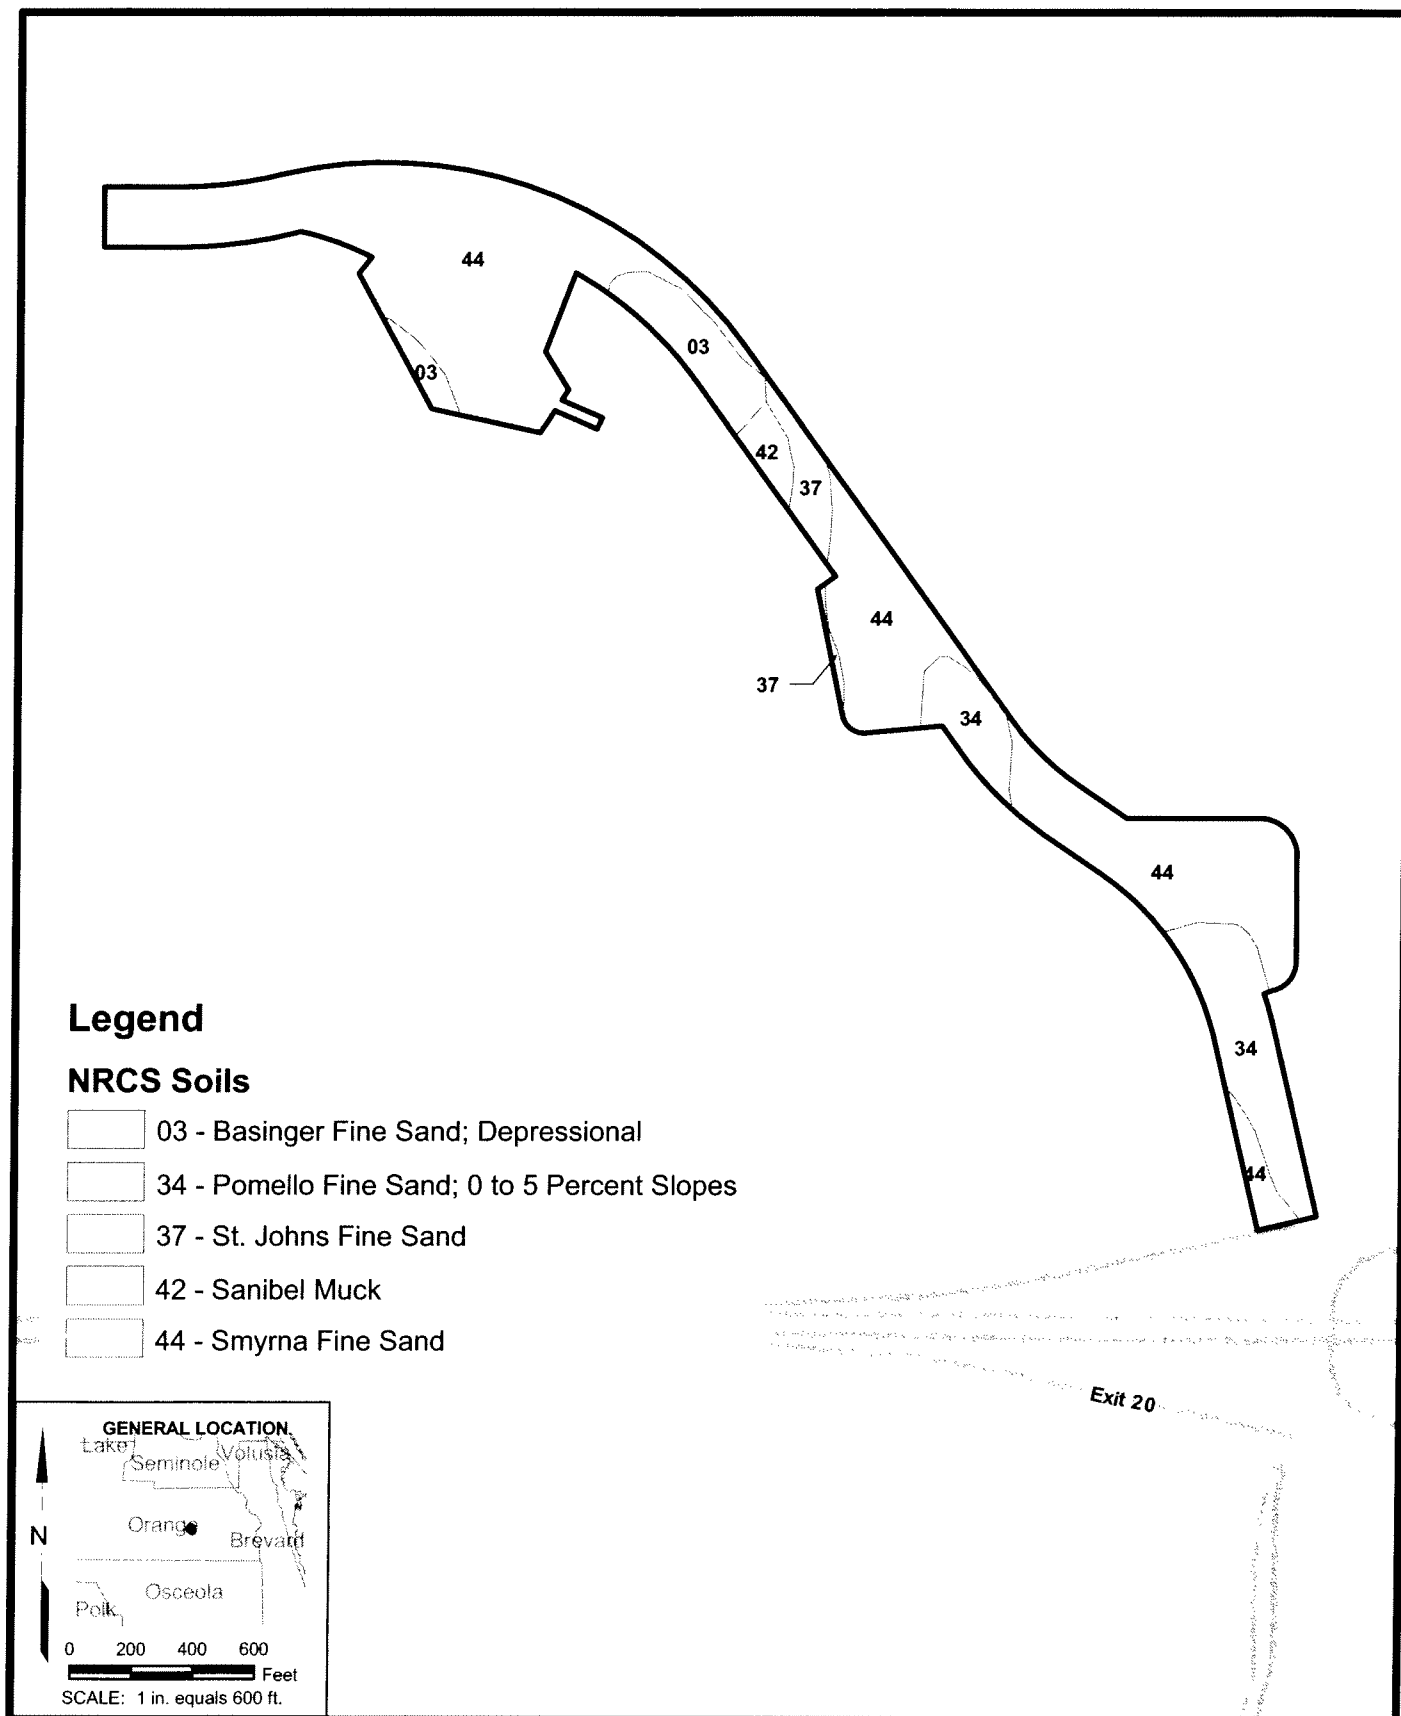 44
03
03
42
37
44
37
34
44
34
44
Legend
NRCS Soils
03 - Basinger Fine Sand; Depressional
34 - Pomello Fine Sand; 0 to 5 Percent Slopes
37 - St. Johns Fine Sand
42 - Sanibel Muck
44 - Smyrna Fine Sand
Exit 20
GENERAL LOCATION
Lake
Volusia
Seminole
Orange
Brevard
N
Osceola
Polk
0 200 400 600
Feet
SCALE: 1 in. equals 600 ft.